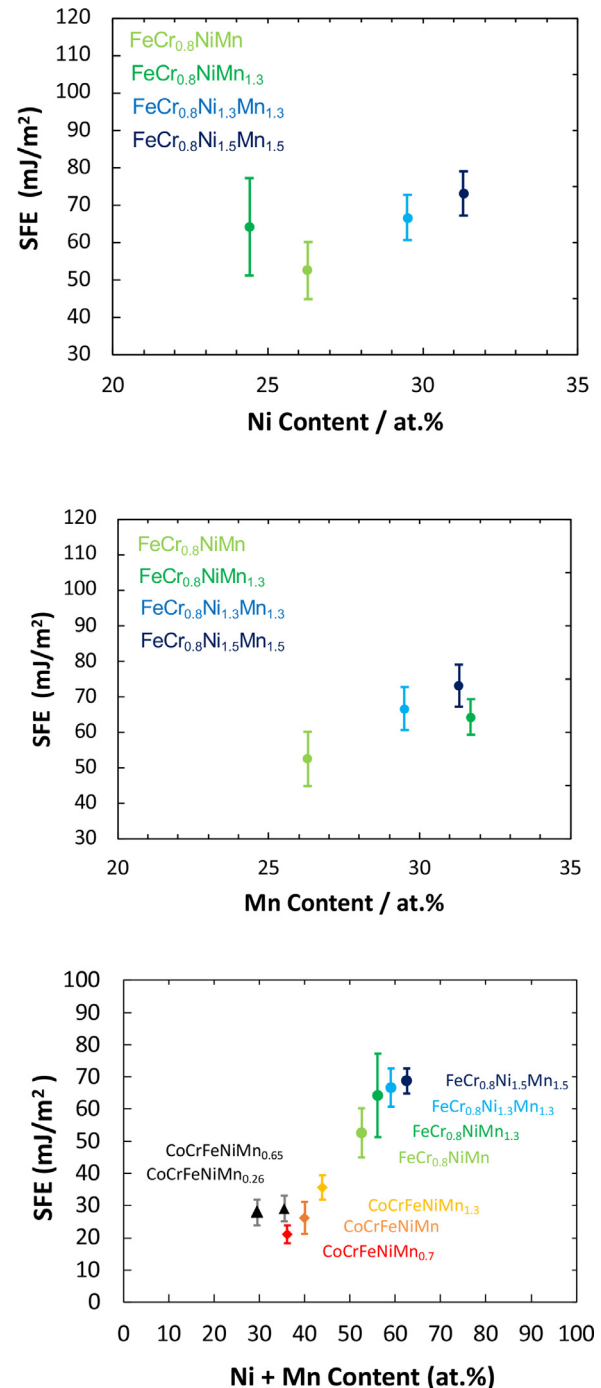 120
110
100
90
80
70
60
50
40
30
SFE (mJ/m²)
FeCr₀.₈NiMn
FeCr₀.₈NiMn₁.₃
FeCr₀.₈Ni₁.₃Mn₁.₃
FeCr₀.₈Ni₁.₅Mn₁.₅
20 25 30 35
Ni Content / at.%
120
110
100
90
80
70
60
50
40
30
SFE (mJ/m²)
FeCr₀.₈NiMn
FeCr₀.₈NiMn₁.₃
FeCr₀.₈Ni₁.₃Mn₁.₃
FeCr₀.₈Ni₁.₅Mn₁.₅
20 25 30 35
Mn Content / at.%
100
90
80
70
60
50
40
30
20
10
0
SFE (mJ/m²)
FeCr₀.₈Ni₁.₅Mn₁.₅
FeCr₀.₈Ni₁.₃Mn₁.₃
FeCr₀.₈NiMn₁.₃
FeCr₀.₈NiMn
CoCrFeNiMn₀.₆₅
CoCrFeNiMn₀.₂₆
CoCrFeNiMn₁.₃
CoCrFeNiMn
CoCrFeNiMn₀.₇
0 10 20 30 40 50 60 70 80 90 100
Ni + Mn Content (at.%)